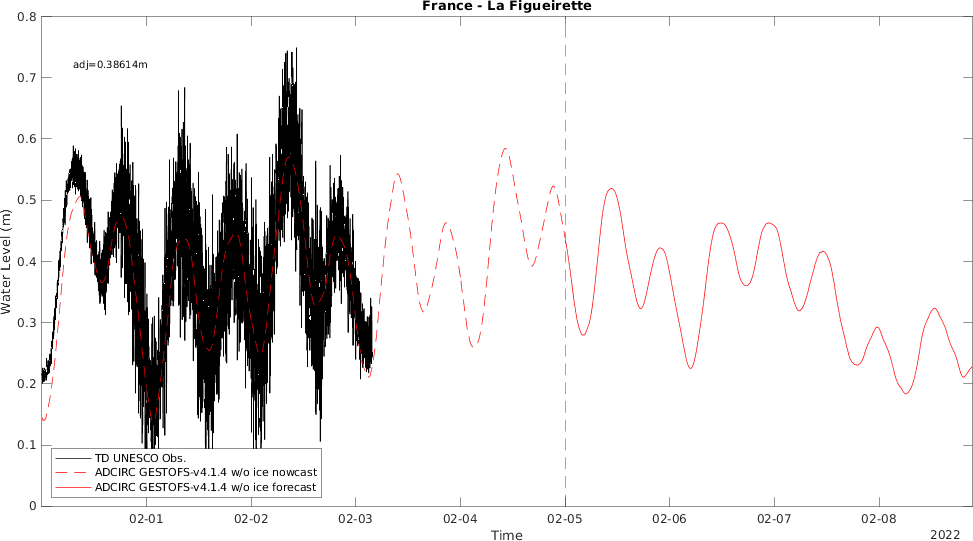 France - La Figueirette
0.8
0.7
0.6
0.5
0.4
0.3
0.2
0.1
0
Water Level (m)
adj=0.38614m
TD UNESCO Obs.
ADCIRC GESTOFS-v4.1.4 w/o ice nowcast
ADCIRC GESTOFS-v4.1.4 w/o ice forecast
02-01 02-02 02-03 02-04 02-05 02-06 02-07 02-08
Time
2022